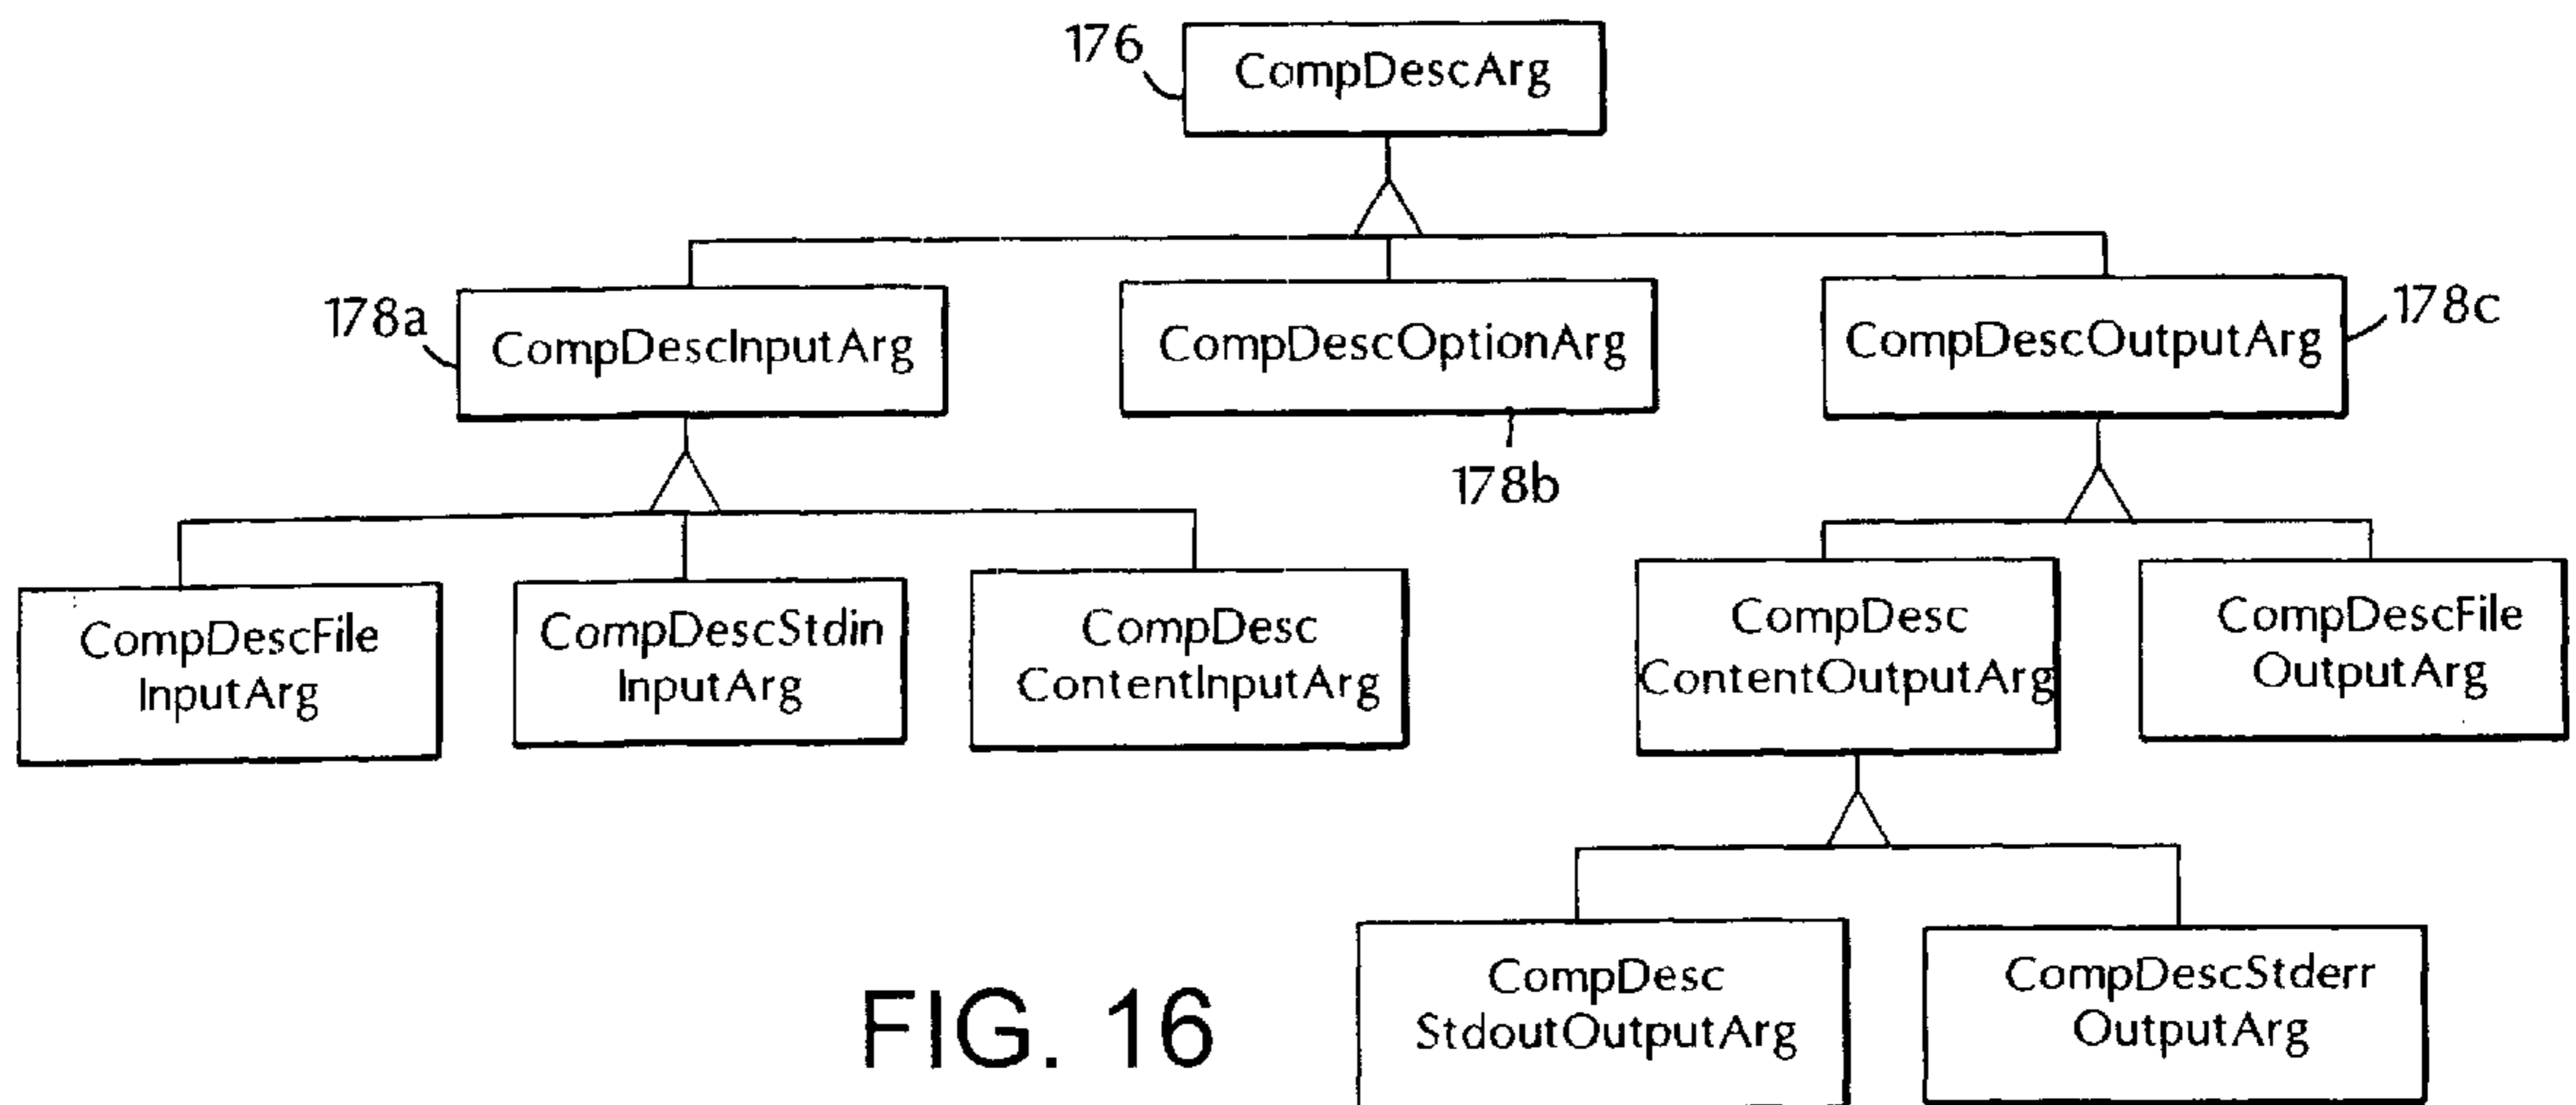 176
CompDescArg
178a
CompDescInputArg
CompDescOptionArg
CompDescOutputArg
178c
178b
CompDescFile
InputArg
CompDescStdin
InputArg
CompDesc
ContentInputArg
CompDesc
ContentOutputArg
CompDescFile
OutputArg
CompDesc
StdoutOutputArg
CompDescStderr
OutputArg
FIG. 16